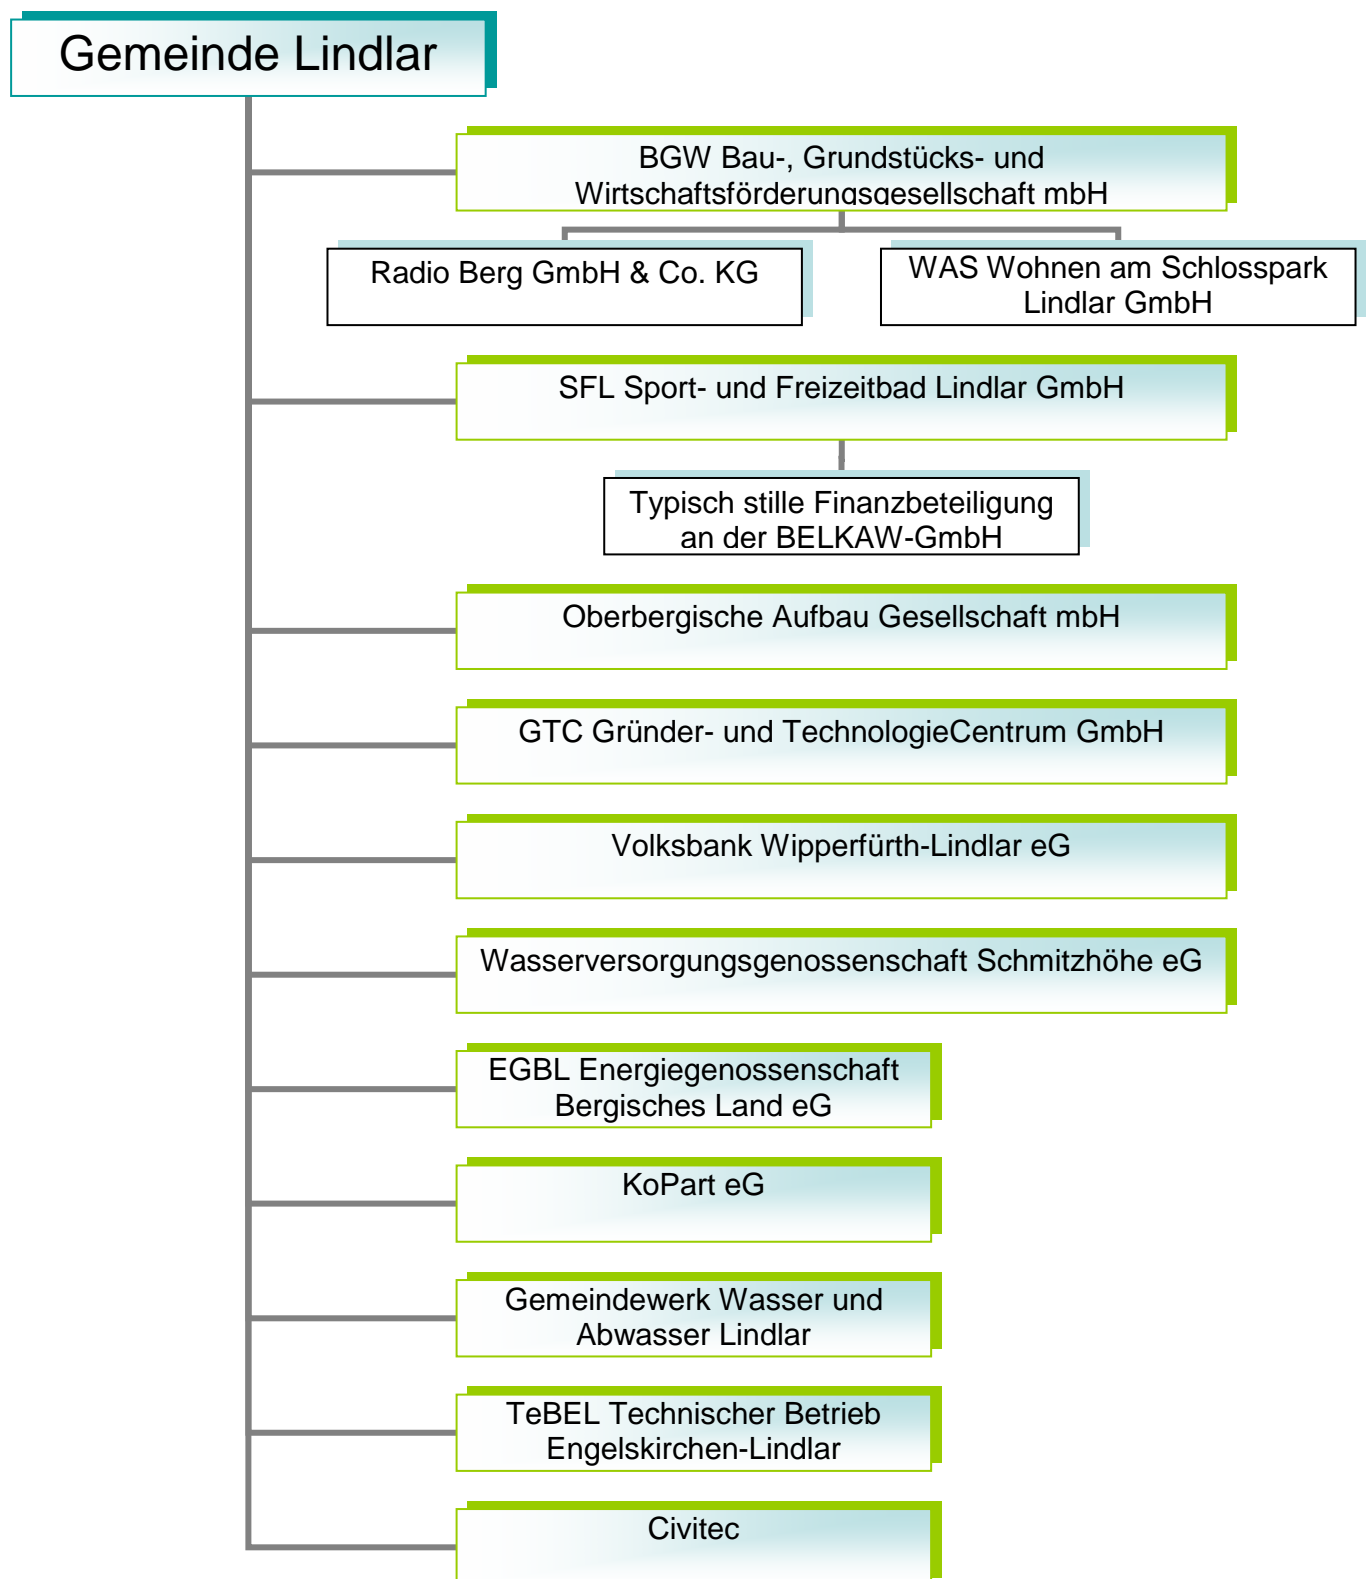 Gemeinde Lindlar
BGW Bau-, Grundstücks- und
Wirtschaftsförderungsgesellschaft mbH
Radio Berg GmbH & Co. KG
WAS Wohnen am Schlosspark
Lindlar GmbH
SFL Sport- und Freizeitbad Lindlar GmbH
Typisch stille Finanzbeteiligung
an der BELKAW-GmbH
Oberbergische Aufbau Gesellschaft mbH
GTC Gründer- und TechnologieCentrum GmbH
Volksbank Wipperfürth-Lindlar eG
Wasserversorgungsgenossenschaft Schmitzhöhe eG
EGBL Energiegenossenschaft
Bergisches Land eG
KoPart eG
Gemeindewerk Wasser und
Abwasser Lindlar
TeBEL Technischer Betrieb
Engelskirchen-Lindlar
Civitec